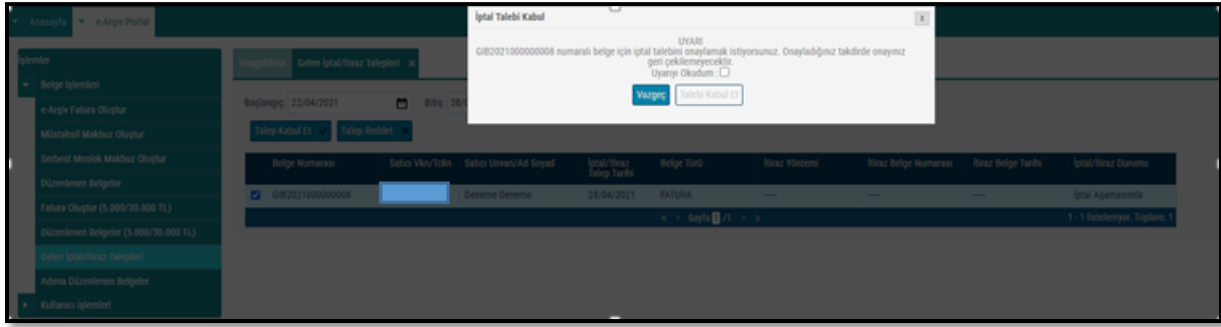 Anasayfa
e-Arşiv Portal
İptal Talebi Kabul
X
UYARI
GIB2021000000008 numaralı belge için iptal talebini onaylamak istiyorsunuz. Onayladığınız takdirde onayınız
geri çekilemeyecektir.
Uyarıyı Okudum :
Vazgeç
Talebi Kabul Et
İşlemler
Belge İşlemleri
e-Arşiv Fatura Oluştur
Müstahsil Makbuz Oluştur
Serbest Meslek Makbuz Oluştur
Düzenlenen Belgeler
Fatura Oluştur (5.000/30.000 TL)
Düzenlenen Belgeler (5.000/30.000 TL)
Gelen İptal/İtiraz Talepleri
Adıma Düzenlenen Belgeler
Kullanıcı İşlemleri
Hoşgeldiniz
Gelen İptal/İtiraz Talepleri
Başlangıç: 22/04/2021
Bitiş: 28/0
Talep Kabul Et
Talep Reddet
Belge Numarası Satıcı Vkn/Tckn Satıcı Unvan/Ad Soyad İptal/İtiraz Talep Tarihi Belge Türü İtiraz Yöntemi İtiraz Belge Numarası İtiraz Belge Tarihi İptal/İtiraz Durumu
GIB2021000000008 Deneme Deneme 28/04/2021 FATURA ---- ---- ---- İptal Aşamasında
« < Sayfa 1 /1 > »
1 - 1 listeleniyor. Toplam: 1